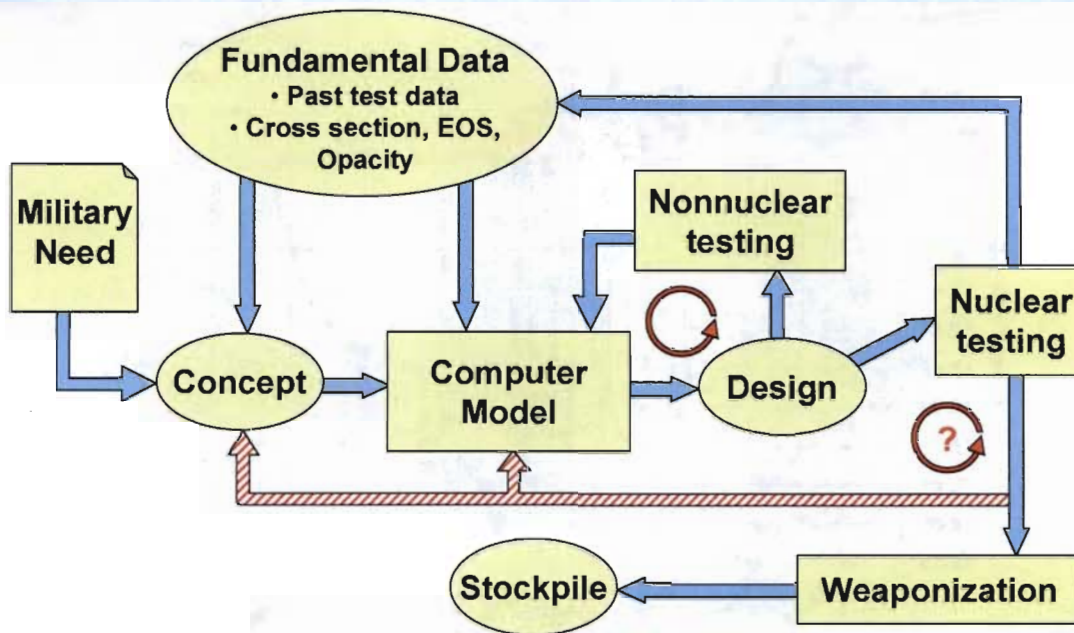 Fundamental Data
• Past test data
• Cross section, EOS,
Opacity
Military
Need
Nonnuclear
testing
Nuclear
testing
Concept
Computer
Model
Design
?
Stockpile
Weaponization